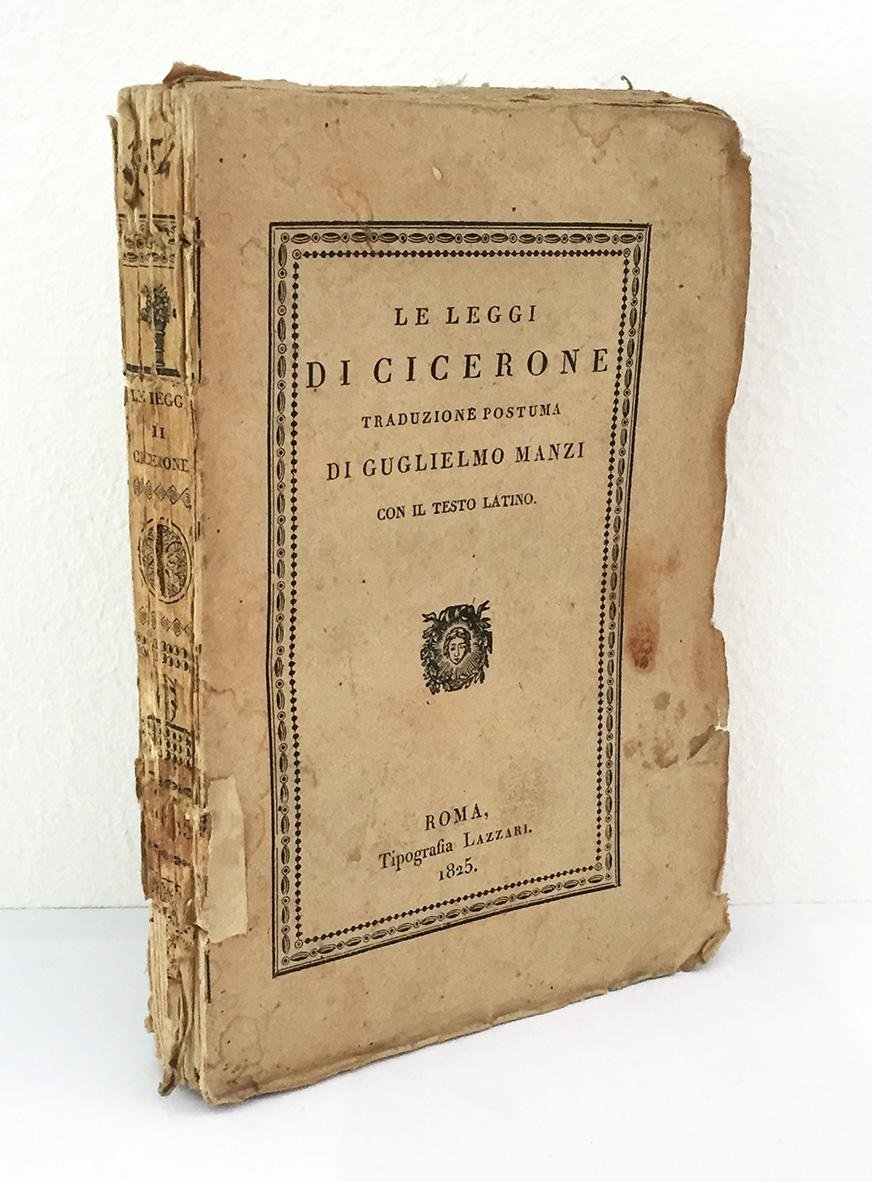 LE LEGGI
DI CICERONE
TRADUZIONE POSTUMA
DI GUGLIELMO MANZI
CON IL TESTO LATINO.
ROMA,
Tipografia LAZZARI.
1825.
LE LEGG
II
CICERONE